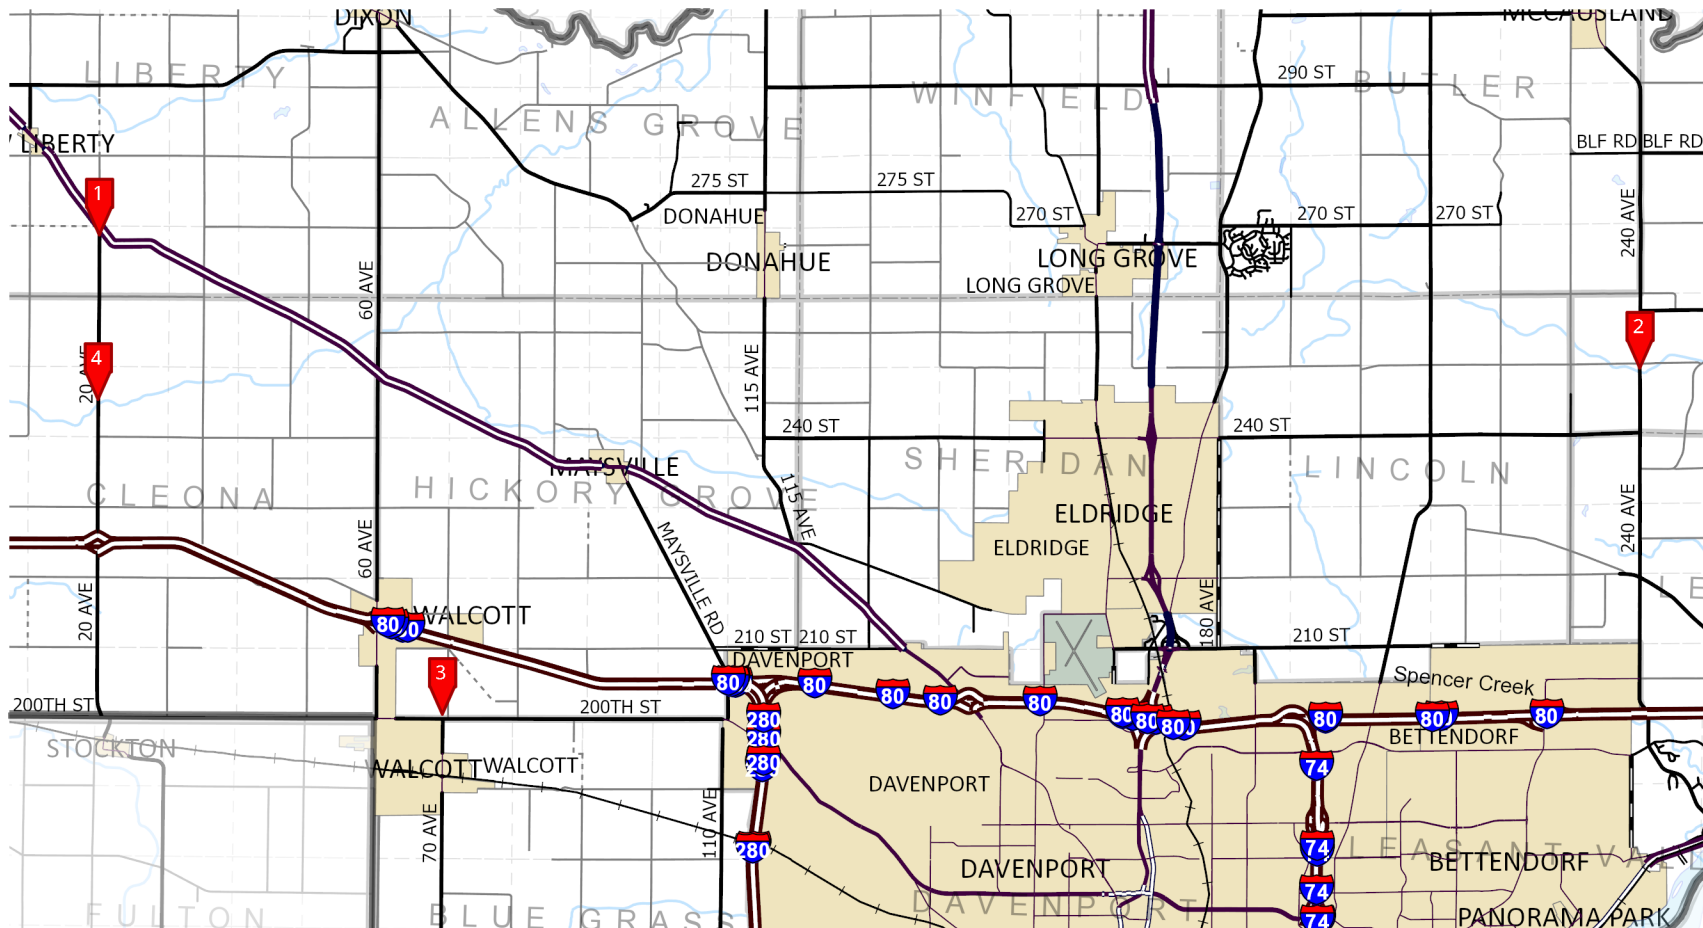 DIXON
MCCAUSLAND
LIBERTY
290 ST
BUTLER
WINFIELD
ALLENS GROVE
LIBERTY
BLF RD
BLF RD
1
275 ST
275 ST
DONAHUE
270 ST
270 ST
270 ST
240 AVE
DONAHUE
LONG GROVE
LONG GROVE
60 AVE
2
4
20 AVE
115 AVE
240 ST
240 ST
MAYSVILLE
SHERIDAN
LINCOLN
CLEONA
HICKORY GROVE
115 AVE
ELDRIDGE
240 AVE
60 AVE
MAYSVILLE RD
ELDRIDGE
20 AVE
180 AVE
WALCOTT
80
210 ST
210 ST
210 ST
DAVENPORT
3
Spencer Creek
80
80
80
80
80
80
80
80
80
80
80
200TH ST
200TH ST
280
280
BETTENDORF
STOCKTON
280
74
WALCOTT
WALCOTT
DAVENPORT
70 AVE
110 AVE
280
74
DAVENPORT
BETTENDORF
LEASANT VAL
74
FULTON
BLUE GRASS
DAVENPORT
74
PANORAMA PARK